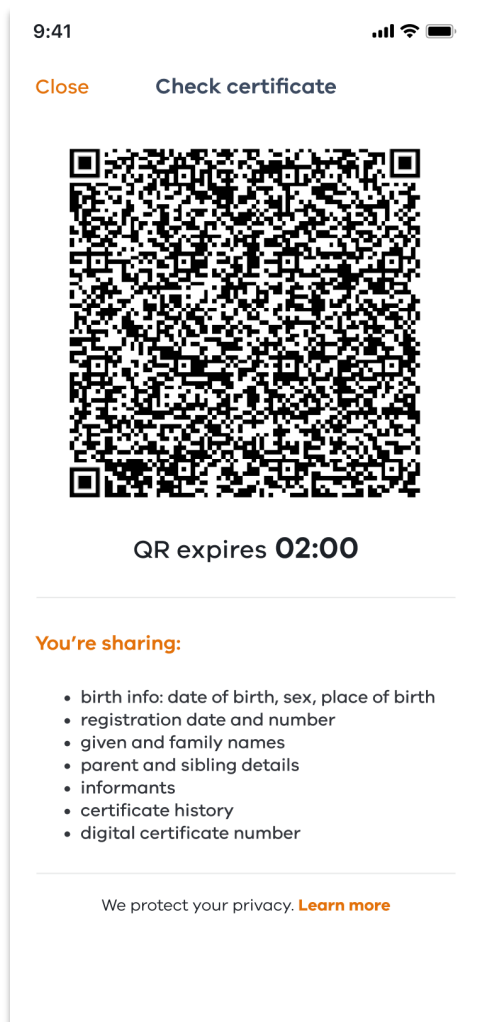 9:41
Close Check certificate
QR expires 02:00
You’re sharing:
• birth info: date of birth, sex, place of birth
• registration date and number
• given and family names
• parent and sibling details
• informants
• certificate history
• digital certificate number
We protect your privacy. Learn more